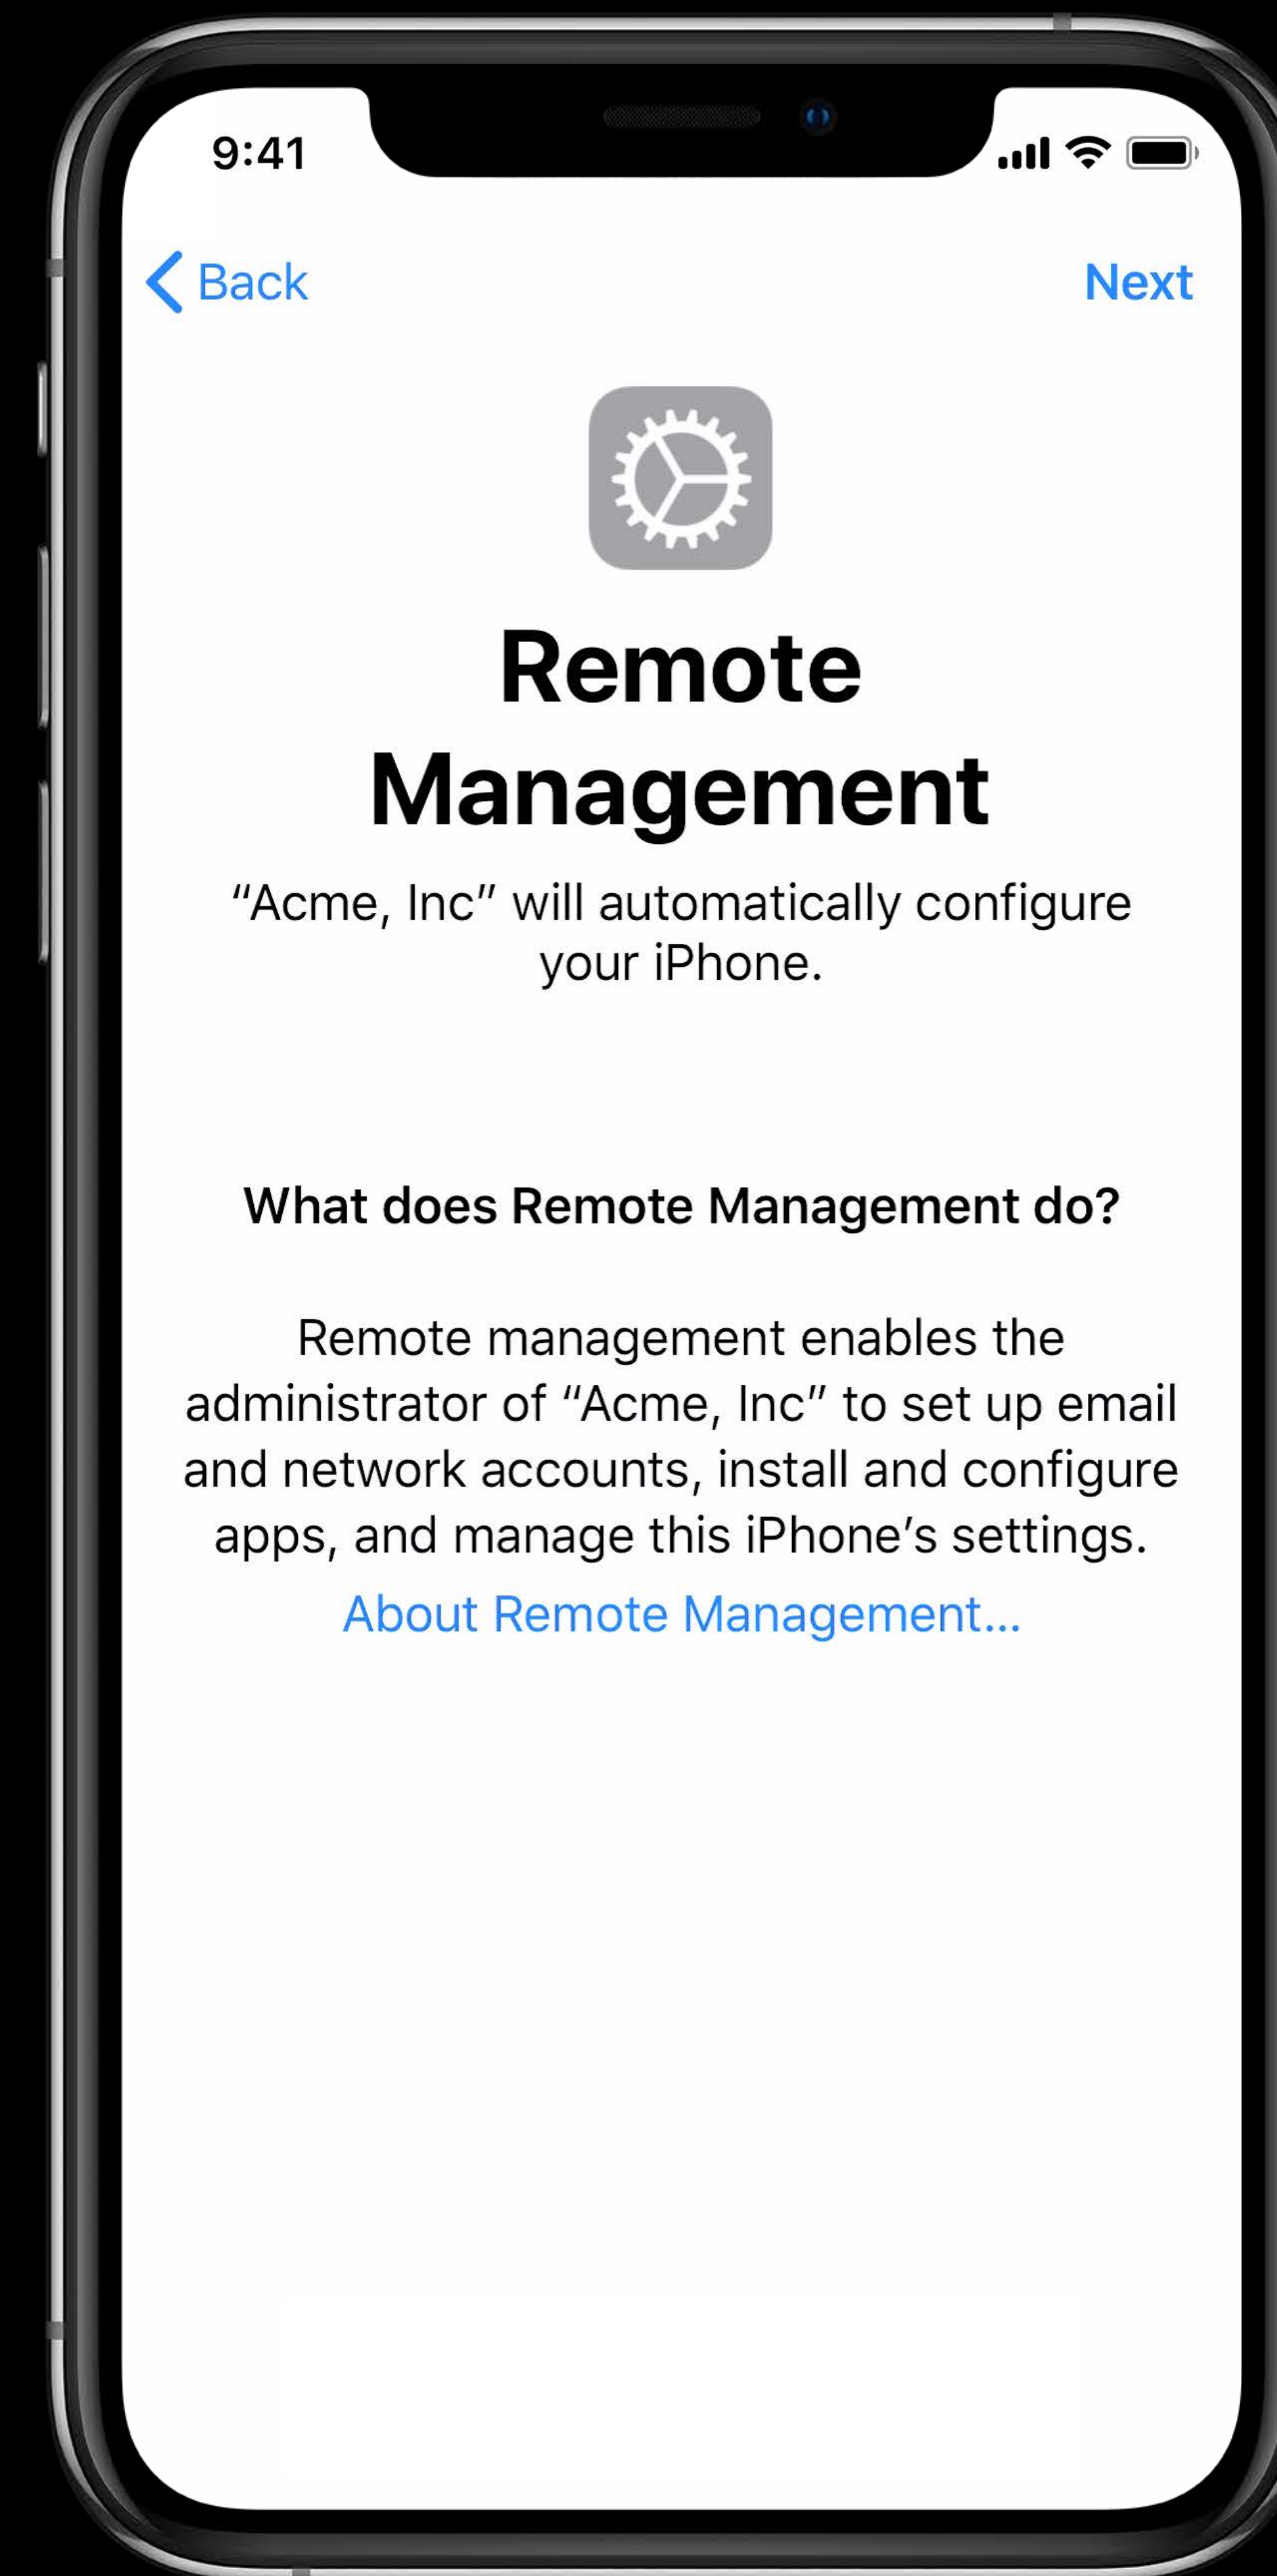 9:41
Back
Next
Remote
Management
“Acme, Inc” will automatically configure
your iPhone.
What does Remote Management do?
Remote management enables the
administrator of “Acme, Inc” to set up email
and network accounts, install and configure
apps, and manage this iPhone’s settings.
About Remote Management...